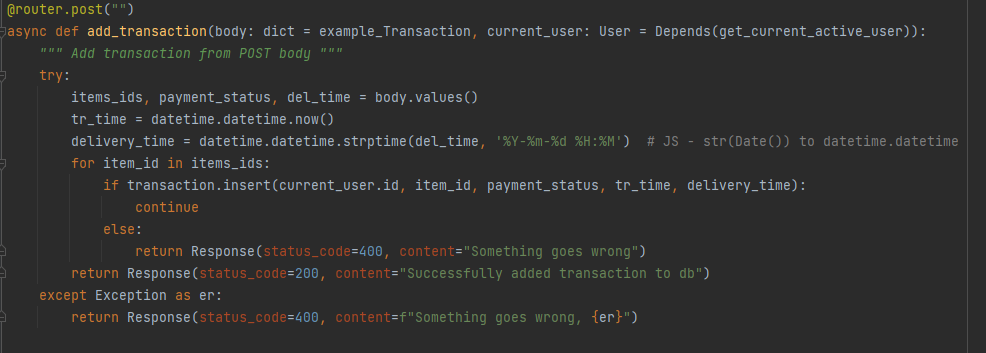 @router.post("")
async def add_transaction(body: dict = example_Transaction, current_user: User = Depends(get_current_active_user)):
    """ Add transaction from POST body """
    try:
        items_ids, payment_status, del_time = body.values()
        tr_time = datetime.datetime.now()
        delivery_time = datetime.datetime.strptime(del_time, '%Y-%m-%d %H:%M')  # JS - str(Date()) to datetime.datetime
        for item_id in items_ids:
            if transaction.insert(current_user.id, item_id, payment_status, tr_time, delivery_time):
                continue
            else:
                return Response(status_code=400, content="Something goes wrong")
        return Response(status_code=200, content="Successfully added transaction to db")
    except Exception as er:
        return Response(status_code=400, content=f"Something goes wrong, {er}")